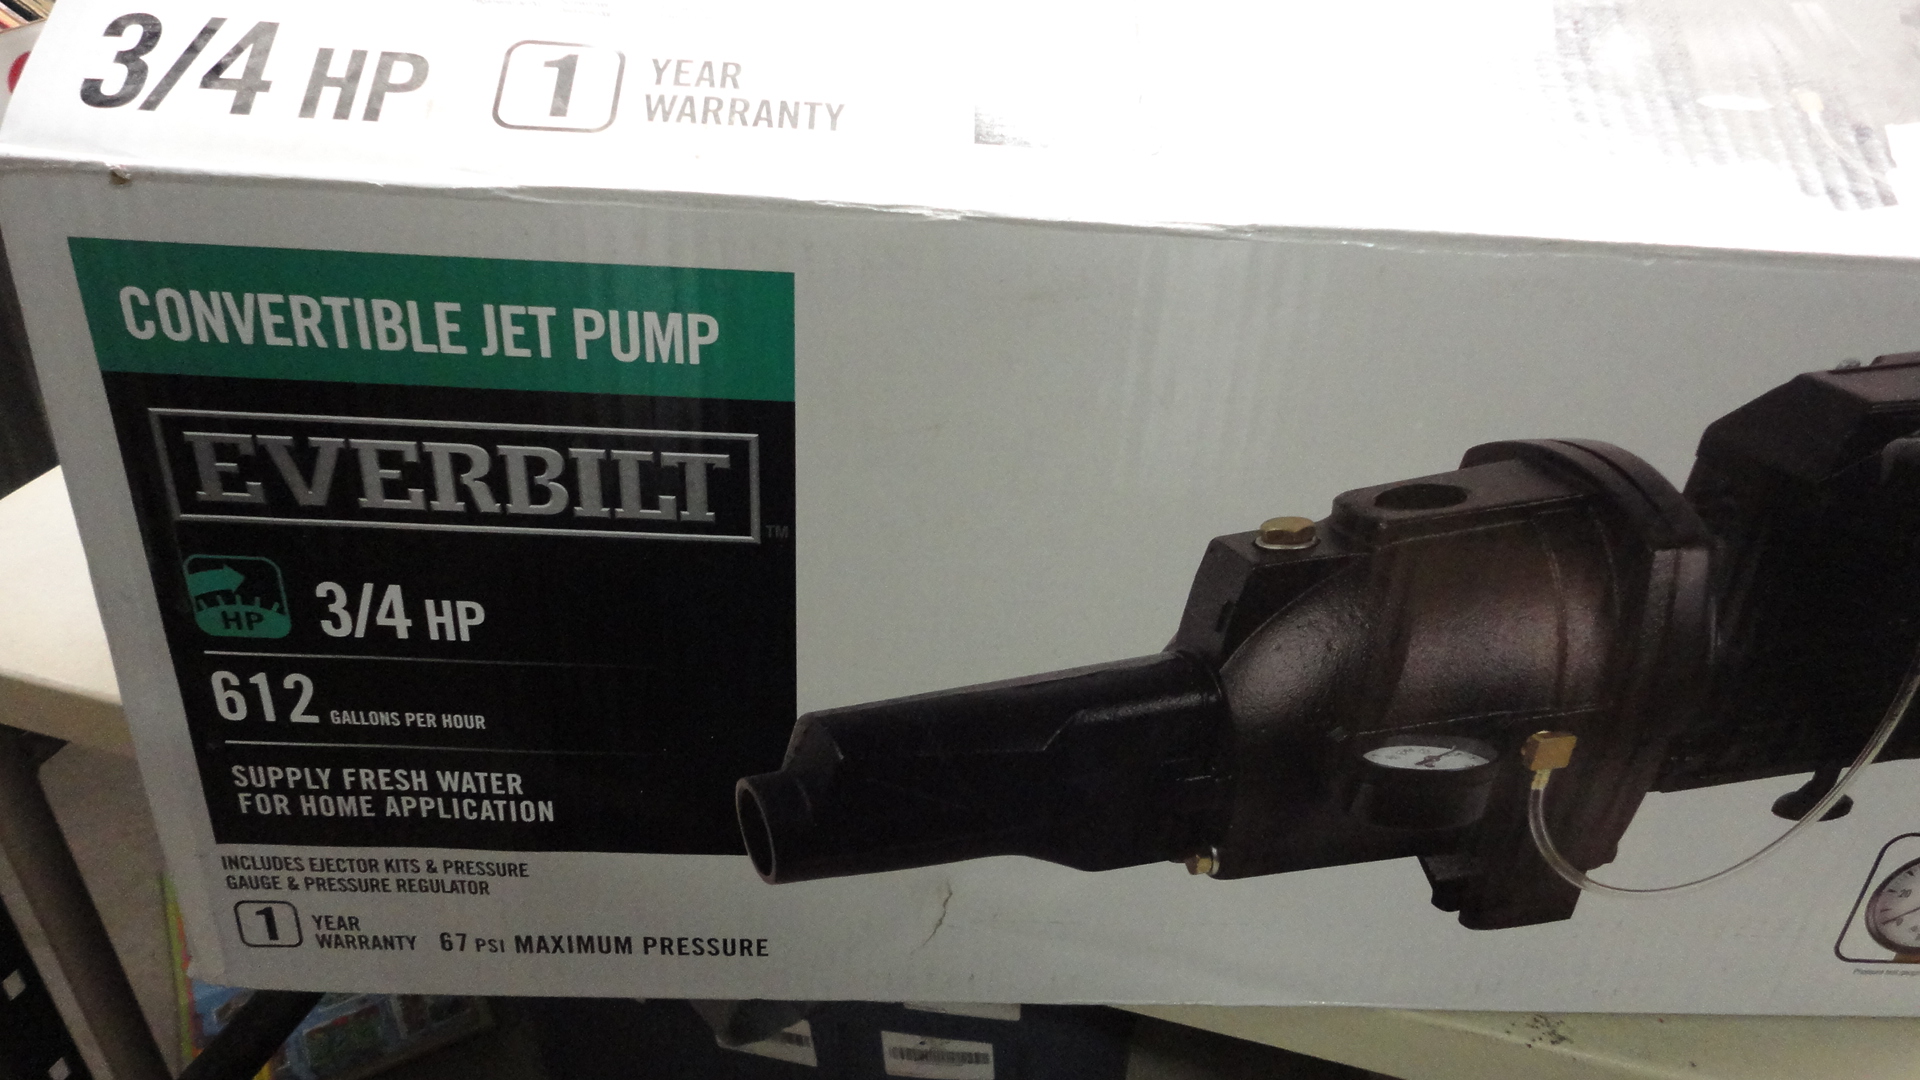 3/4 HP
1 YEAR
WARRANTY
CONVERTIBLE JET PUMP
EVERBILT™
HP 3/4 HP
612 GALLONS PER HOUR
SUPPLY FRESH WATER
FOR HOME APPLICATION
INCLUDES EJECTOR KITS & PRESSURE
GAUGE & PRESSURE REGULATOR
1 YEAR
WARRANTY 67 PSI MAXIMUM PRESSURE